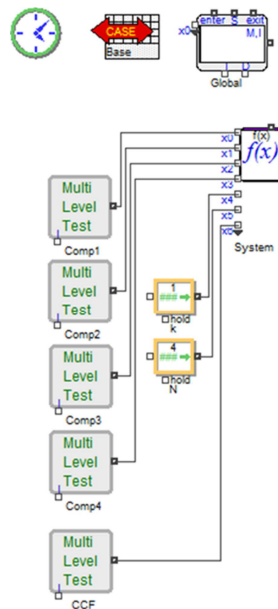 CASE
Base
enter S exit
x0
M,I
I O
Global
x0
x1
x2
x3
x4
x5
x6
f(x)
f(x)
System
Multi
Level
Test
I
Comp1
Multi
Level
Test
I
Comp2
1
###
hold
k
4
###
hold
N
Multi
Level
Test
I
Comp3
Multi
Level
Test
I
Comp4
Multi
Level
Test
I
CCF